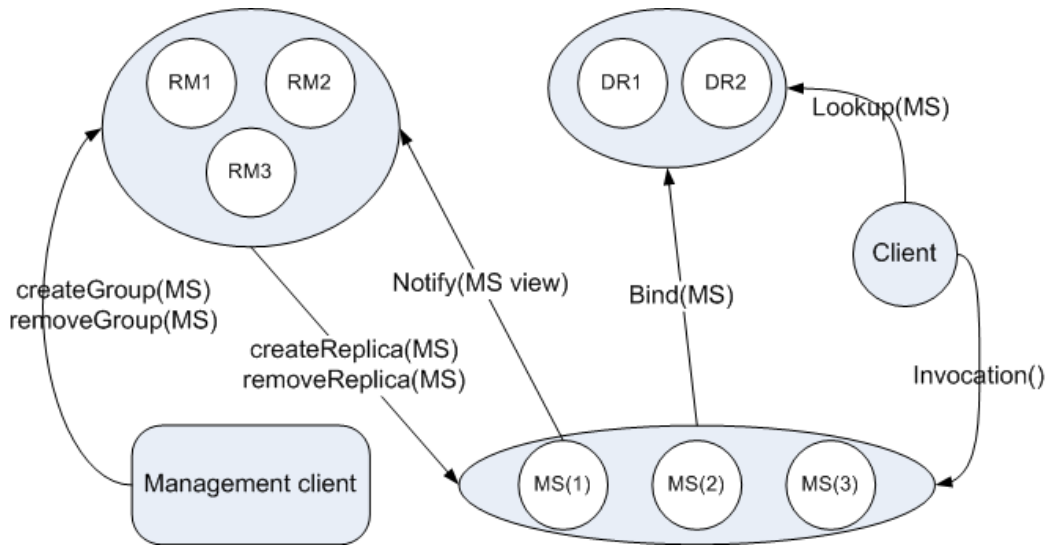 RM1
RM2
RM3
DR1
DR2
Lookup(MS)
Client
createGroup(MS)
removeGroup(MS)
Notify(MS view)
Bind(MS)
createReplica(MS)
removeReplica(MS)
Invocation()
Management client
MS(1)
MS(2)
MS(3)